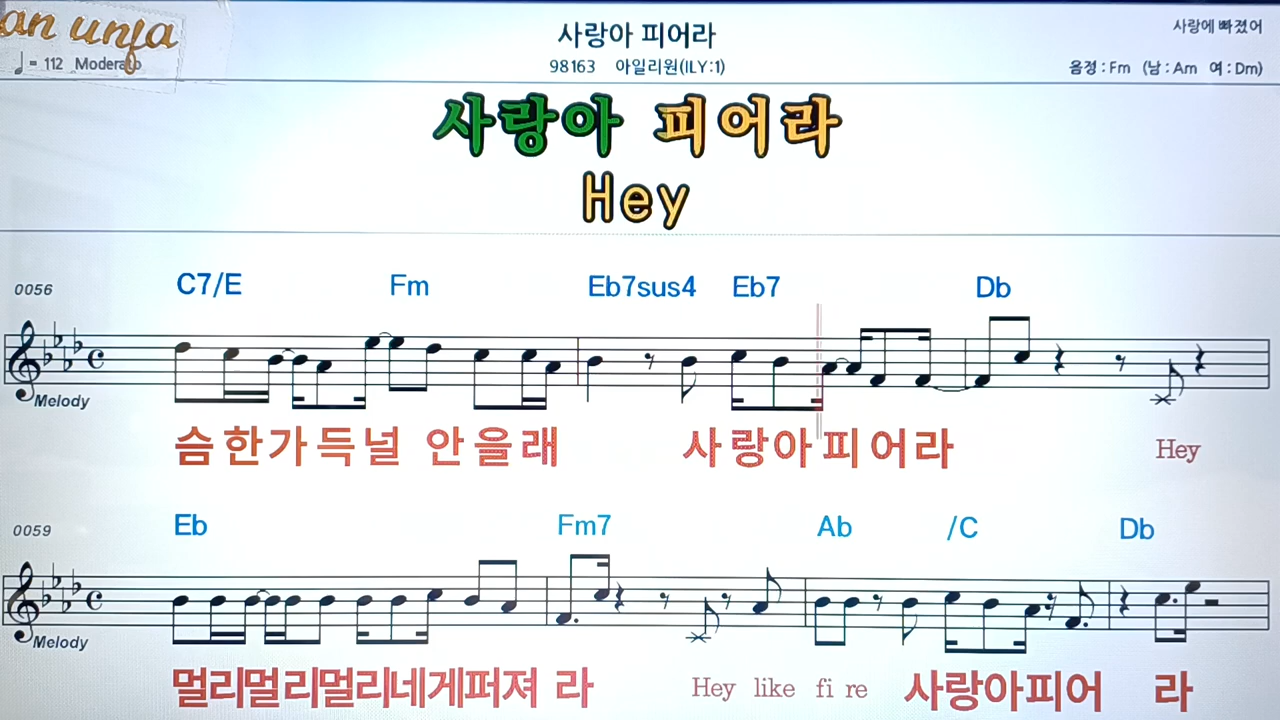 an unfa
사랑아 피어라
사랑에 빠졌어
♩= 112 Moderato
98163 아일리원(ILY:1)
음정 : Fm (남 : Am 여 : Dm)
사랑아 피어라
Hey
0056 C7/E Fm Eb7sus4 Eb7 Db
Melody
슴한가득널 안을래 사랑아피어라 Hey
0059 Eb Fm7 Ab /C Db
Melody
멀리멀리멀리네게퍼져 라 Hey like fi re 사랑아피어 라